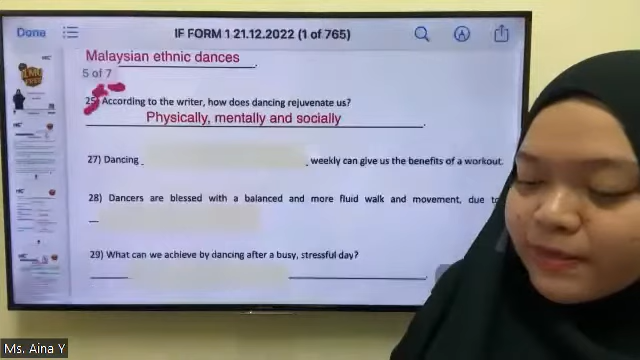 Done
IF FORM 1 21.12.2022 (1 of 765)
Malaysian ethnic dances
5 of 7
25) According to the writer, how does dancing rejuvenate us?
Physically, mentally and socially
27) Dancing weekly can give us the benefits of a workout.
28) Dancers are blessed with a balanced and more fluid walk and movement, due to
29) What can we achieve by dancing after a busy, stressful day?
Ms. Aina Y